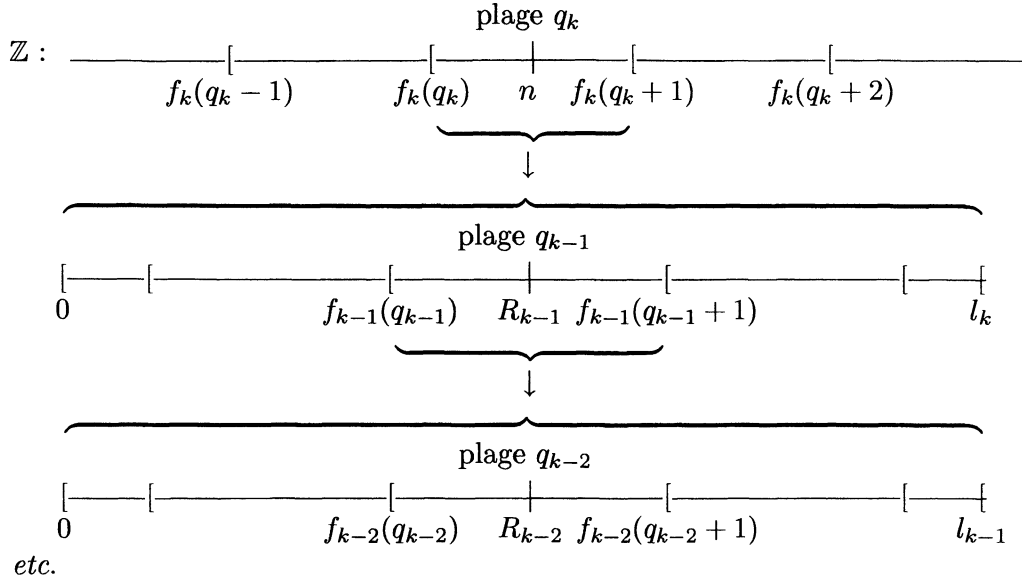 plage q_k
ℤ :
f_k(q_k − 1) f_k(q_k) n f_k(q_k + 1) f_k(q_k + 2)
↓
plage q_{k−1}
0 f_{k−1}(q_{k−1}) R_{k−1} f_{k−1}(q_{k−1} + 1) l_k
↓
plage q_{k−2}
0 f_{k−2}(q_{k−2}) R_{k−2} f_{k−2}(q_{k−2} + 1) l_{k−1}
etc.